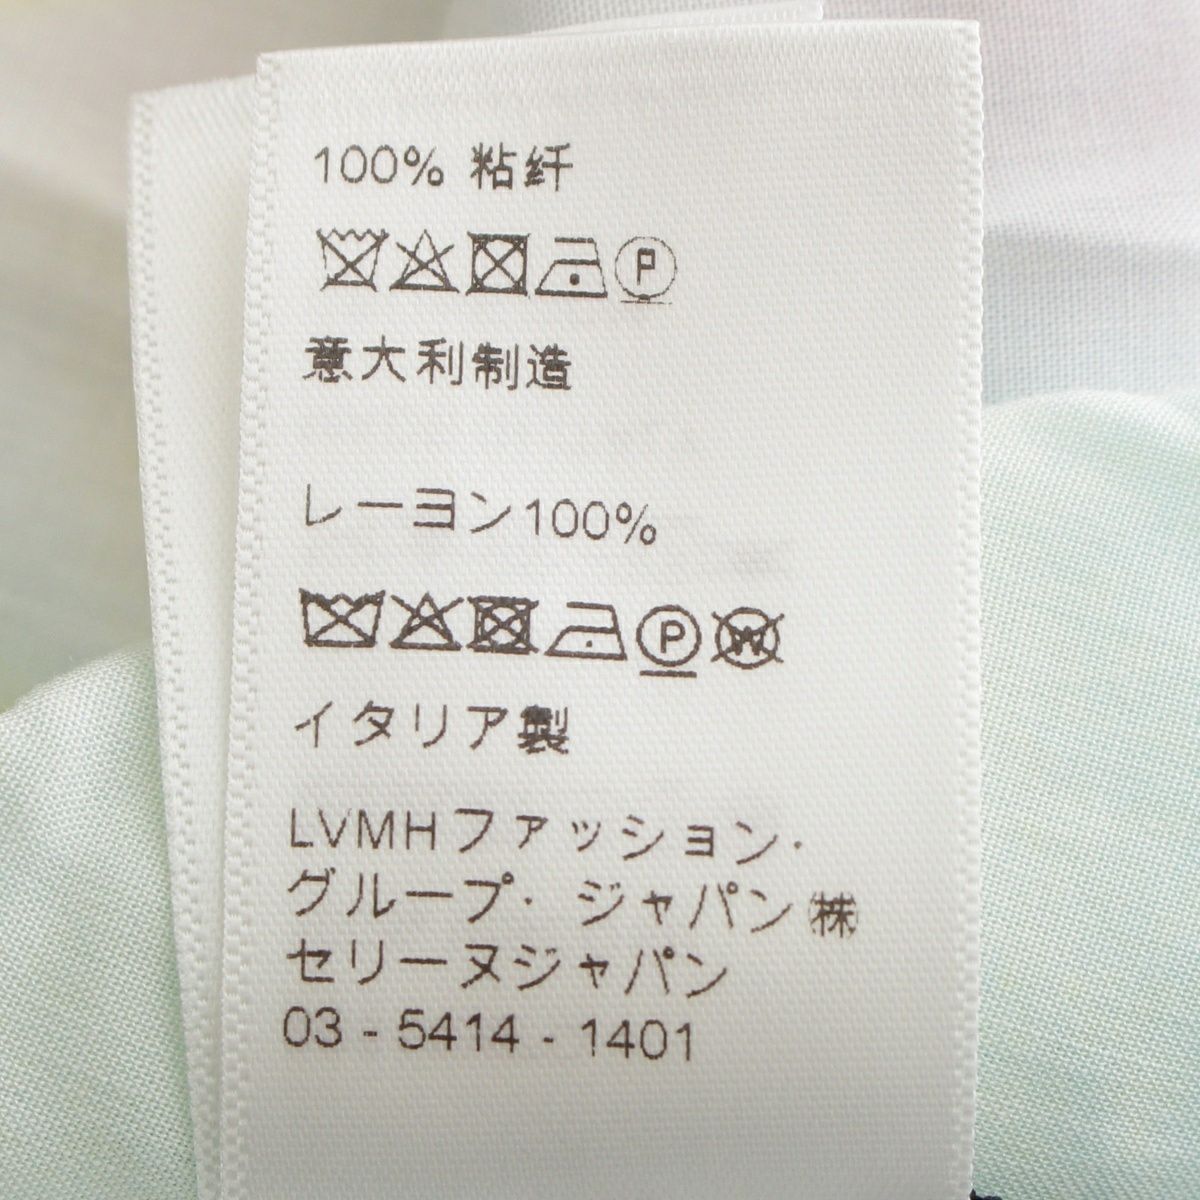 100% 粘纤
P
意大利制造
レーヨン100%
P W
イタリア製
LVMHファッション・
グループ・ジャパン㈱
セリーヌジャパン
03 - 5414 - 1401